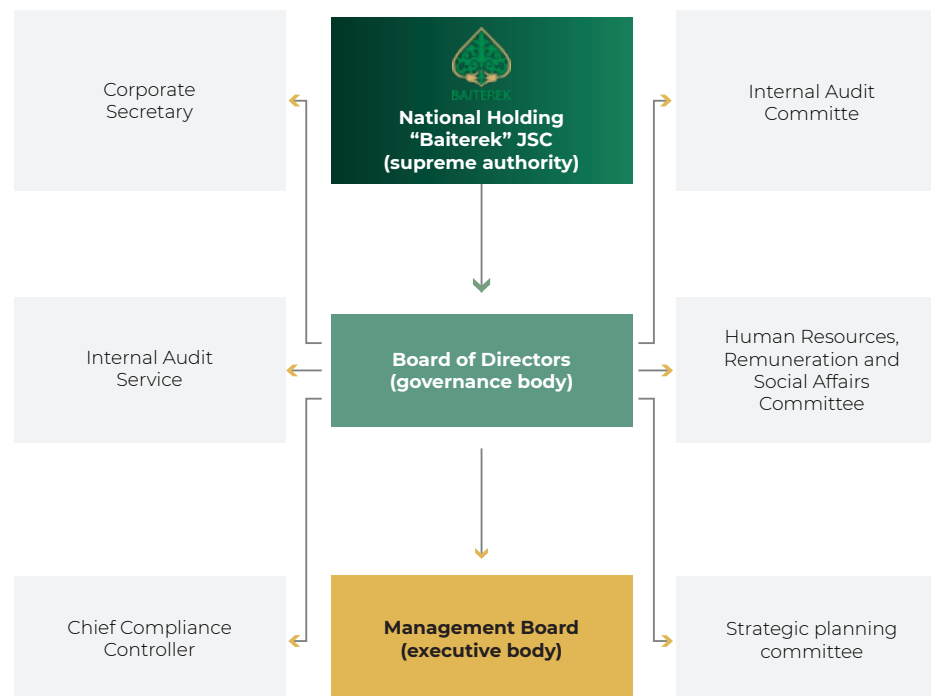 Corporate
Secretary
BAJTEREK
National Holding
“Baiterek” JSC
(supreme authority)
Internal Audit
Committe
Internal Audit
Service
Board of Directors
(governance body)
Human Resources,
Remuneration and
Social Affairs
Committee
Chief Compliance
Controller
Management Board
(executive body)
Strategic planning
committee